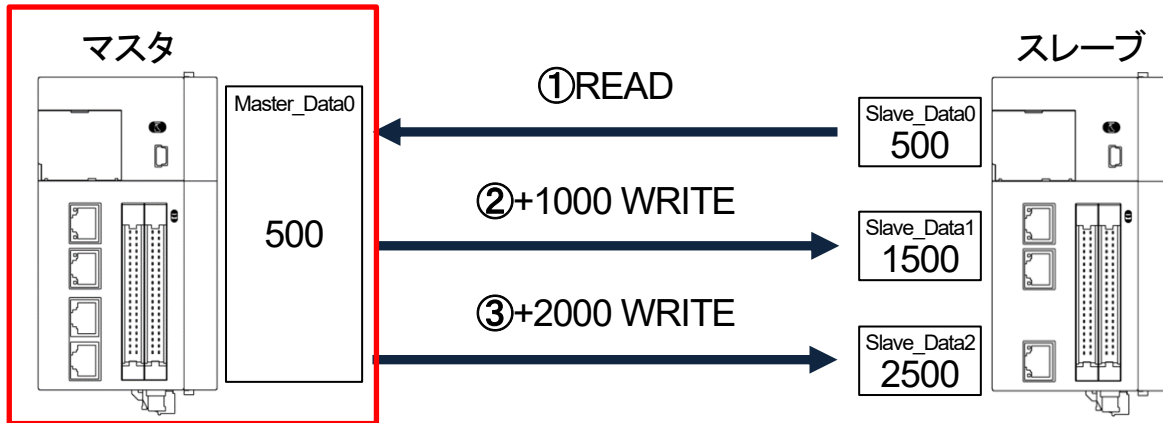 マスタ
Master_Data0
500
①READ
②+1000 WRITE
③+2000 WRITE
スレーブ
Slave_Data0
500
Slave_Data1
1500
Slave_Data2
2500